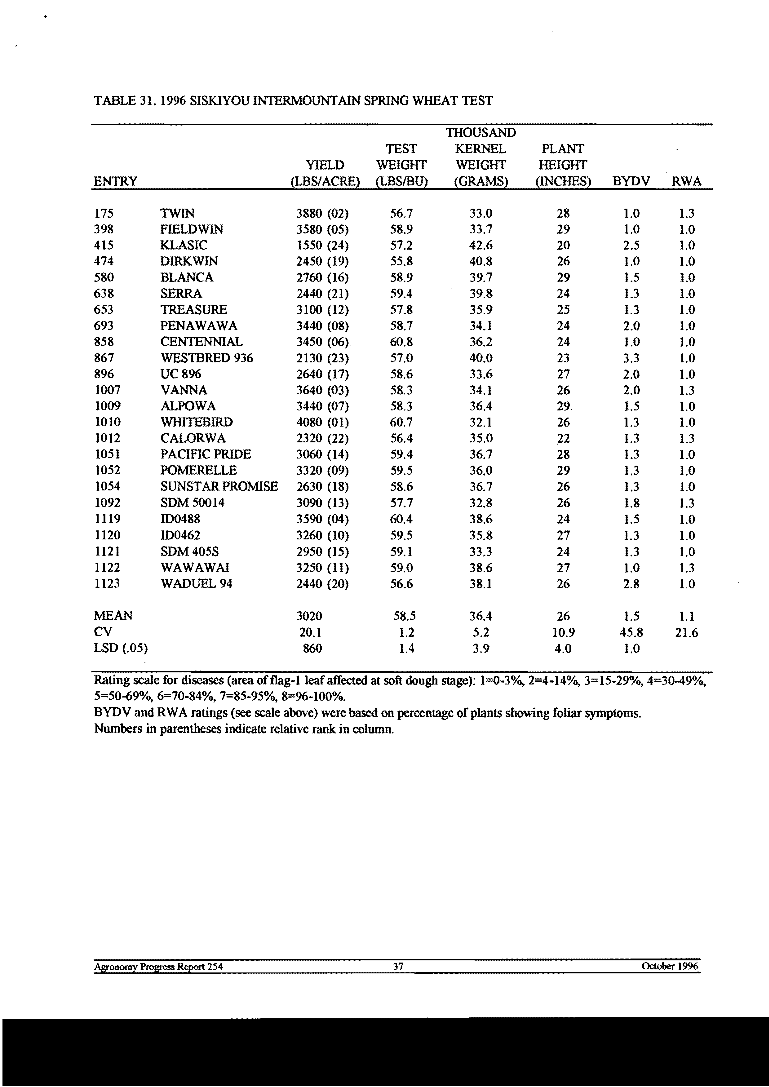 TABLE 31. 1996 SISKIYOU INTERMOUNTAIN SPRING WHEAT TEST
THOUSAND
TEST KERNEL PLANT
YIELD WEIGHT WEIGHT HEIGHT
ENTRY (LBS/ACRE) (LBS/BU) (GRAMS) (INCHES) BYDV RWA
175 TWIN 3880 (02) 56.7 33.0 28 1.0 1.3
398 FIELDWIN 3580 (05) 58.9 33.7 29 1.0 1.0
415 KLASIC 1550 (24) 57.2 42.6 20 2.5 1.0
474 DIRKWIN 2450 (19) 55.8 40.8 26 1.0 1.0
580 BLANCA 2760 (16) 58.9 39.7 29 1.5 1.0
638 SERRA 2440 (21) 59.4 39.8 24 1.3 1.0
653 TREASURE 3100 (12) 57.8 35.9 25 1.3 1.0
693 PENAWAWA 3440 (08) 58.7 34.1 24 2.0 1.0
858 CENTENNIAL 3450 (06) 60.8 36.2 24 1.0 1.0
867 WESTBRED 936 2130 (23) 57.0 40.0 23 3.3 1.0
896 UC 896 2640 (17) 58.6 33.6 27 2.0 1.0
1007 VANNA 3640 (03) 58.3 34.1 26 2.0 1.3
1009 ALPOWA 3440 (07) 58.3 36.4 29 1.5 1.0
1010 WHITEBIRD 4080 (01) 60.7 32.1 26 1.3 1.0
1012 CALORWA 2320 (22) 56.4 35.0 22 1.3 1.3
1051 PACIFIC PRIDE 3060 (14) 59.4 36.7 28 1.3 1.0
1052 POMERELLE 3320 (09) 59.5 36.0 29 1.3 1.0
1054 SUNSTAR PROMISE 2630 (18) 58.6 36.7 26 1.3 1.0
1092 SDM 50014 3090 (13) 57.7 32.8 26 1.8 1.3
1119 ID0488 3590 (04) 60.4 38.6 24 1.5 1.0
1120 ID0462 3260 (10) 59.5 35.8 27 1.3 1.0
1121 SDM 405S 2950 (15) 59.1 33.3 24 1.3 1.0
1122 WAWAWAI 3250 (11) 59.0 38.6 27 1.0 1.3
1123 WADUEL 94 2440 (20) 56.6 38.1 26 2.8 1.0
MEAN 3020 58.5 36.4 26 1.5 1.1
CV 20.1 1.2 5.2 10.9 45.8 21.6
LSD (.05) 860 1.4 3.9 4.0 1.0
Rating scale for diseases (area of flag-1 leaf affected at soft dough stage): 1=0-3%, 2=4-14%, 3=15-29%, 4=30-49%,
5=50-69%, 6=70-84%, 7=85-95%, 8=96-100%.
BYDV and RWA ratings (see scale above) were based on percentage of plants showing foliar symptoms.
Numbers in parentheses indicate relative rank in column.
Agronomy Progress Report 254 37 October 1996